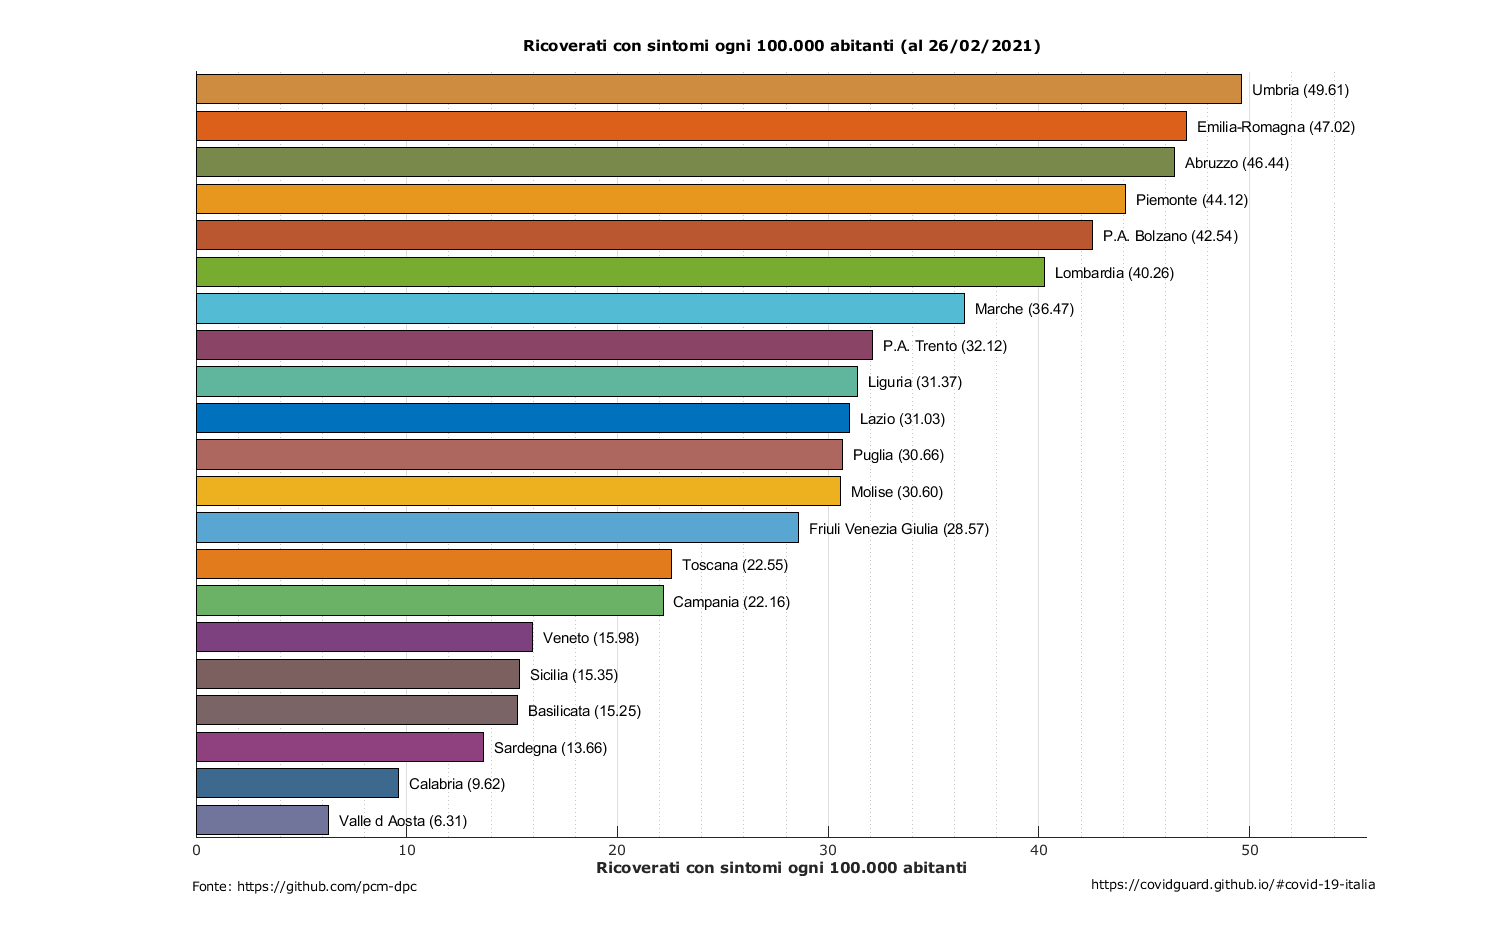 Ricoverati con sintomi ogni 100.000 abitanti (al 26/02/2021)
Umbria (49.61)
Emilia-Romagna (47.02)
Abruzzo (46.44)
Piemonte (44.12)
P.A. Bolzano (42.54)
Lombardia (40.26)
Marche (36.47)
P.A. Trento (32.12)
Liguria (31.37)
Lazio (31.03)
Puglia (30.66)
Molise (30.60)
Friuli Venezia Giulia (28.57)
Toscana (22.55)
Campania (22.16)
Veneto (15.98)
Sicilia (15.35)
Basilicata (15.25)
Sardegna (13.66)
Calabria (9.62)
Valle d Aosta (6.31)
0 10 20 30 40 50
Ricoverati con sintomi ogni 100.000 abitanti
Fonte: https://github.com/pcm-dpc
https://covidguard.github.io/#covid-19-italia